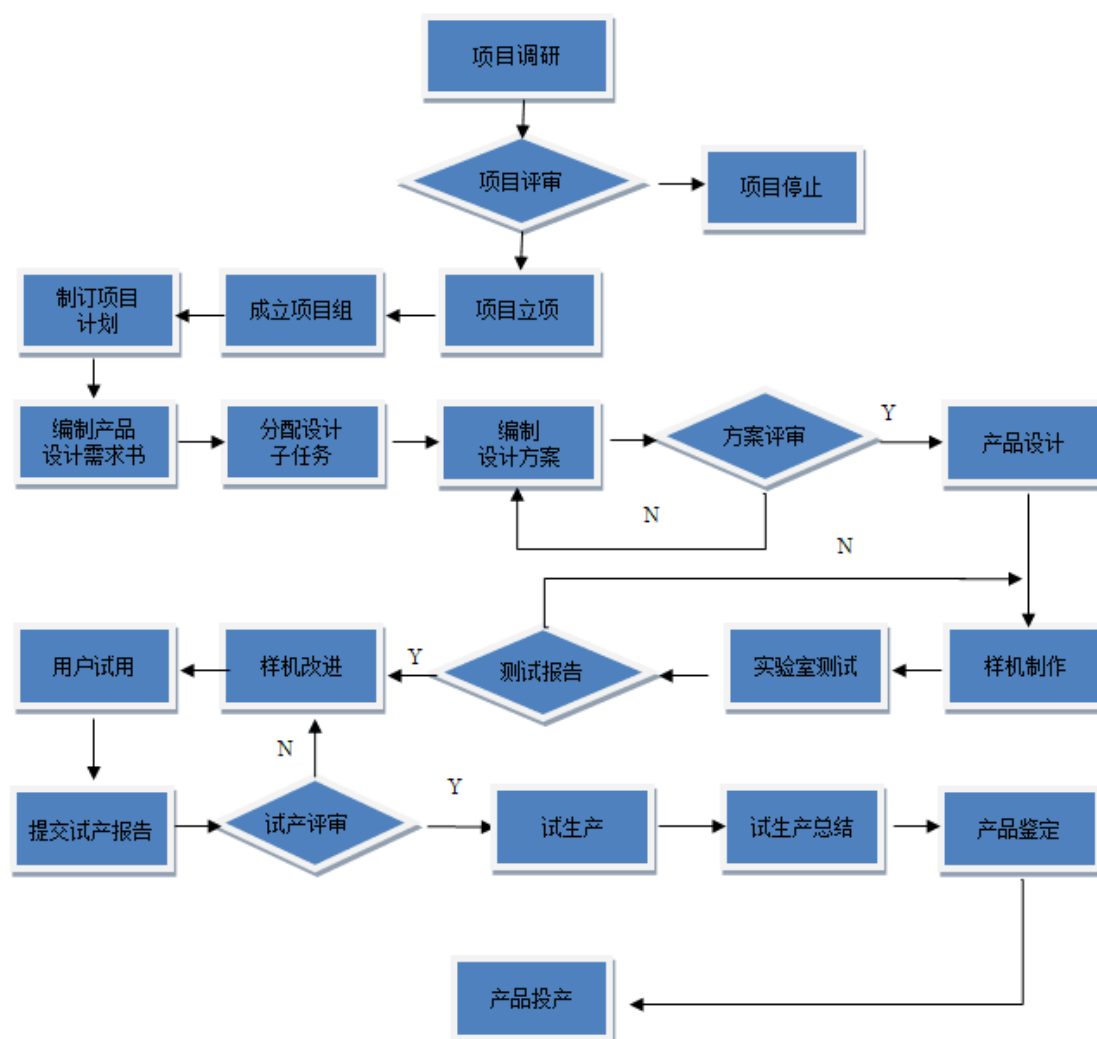 项目调研
项目评审
项目停止
制订项目
计划
成立项目组
项目立项
编制产品
设计需求书
分配设计
子任务
编制
设计方案
方案评审
Y
产品设计
N
N
用户试用
样机改进
Y
测试报告
实验室测试
样机制作
N
提交试产报告
试产评审
Y
试生产
试生产总结
产品鉴定
产品投产